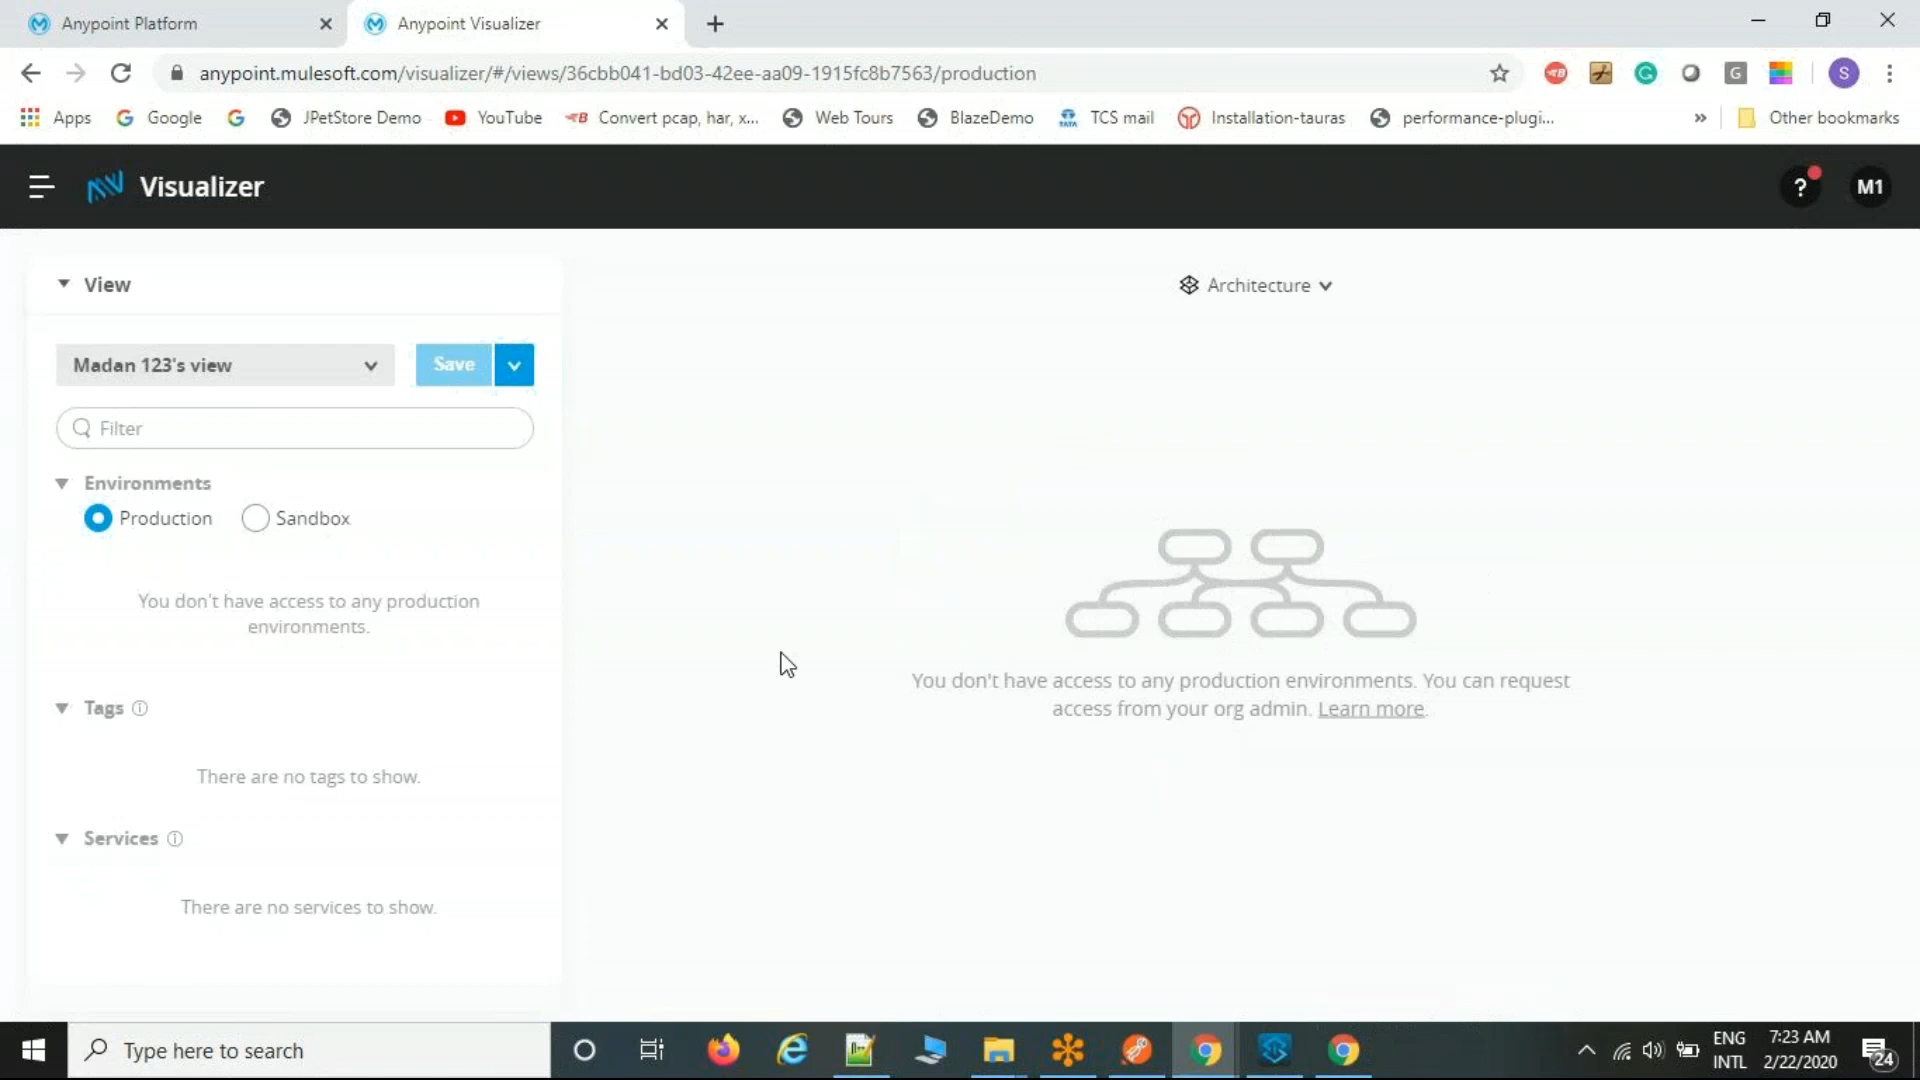 Anypoint Platform
Anypoint Visualizer
anypoint.mulesoft.com/visualizer/#/views/36cbb041-bd03-42ee-aa09-1915fc8b7563/production
G
S
Apps
Google
JPetStore Demo
YouTube
Convert pcap, har, x...
Web Tours
BlazeDemo
TATA
TCS mail
Installation-tauras
performance-plugi...
»
Other bookmarks
Visualizer
?
M1
View
Architecture
Madan 123's view
Save
Filter
Environments
Production
Sandbox
You don't have access to any production
environments.
You don't have access to any production environments. You can request
access from your org admin. Learn more.
Tags
There are no tags to show.
Services
There are no services to show.
Type here to search
ENG
INTL
7:23 AM
2/22/2020
24